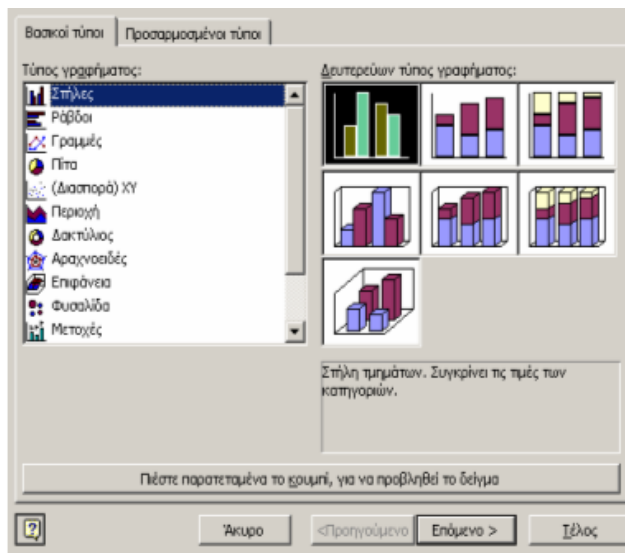 Βασικοί τύποι Προσαρμοσμένοι τύποι
Τύπος γραφήματος:
Στήλες
Ράβδοι
Γραμμές
Πίτα
(Διασπορά) XY
Περιοχή
Δακτύλιος
Αραχνοειδές
Επιφάνεια
Φυσαλίδα
Μετοχές
Δευτερεύων τύπος γραφήματος:
Στήλη τμημάτων. Συγκρίνει τις τιμές των
κατηγοριών.
Πιέστε παρατεταμένα το κουμπί, για να προβληθεί το δείγμα
Άκυρο <Προηγούμενο Επόμενο > Τέλος